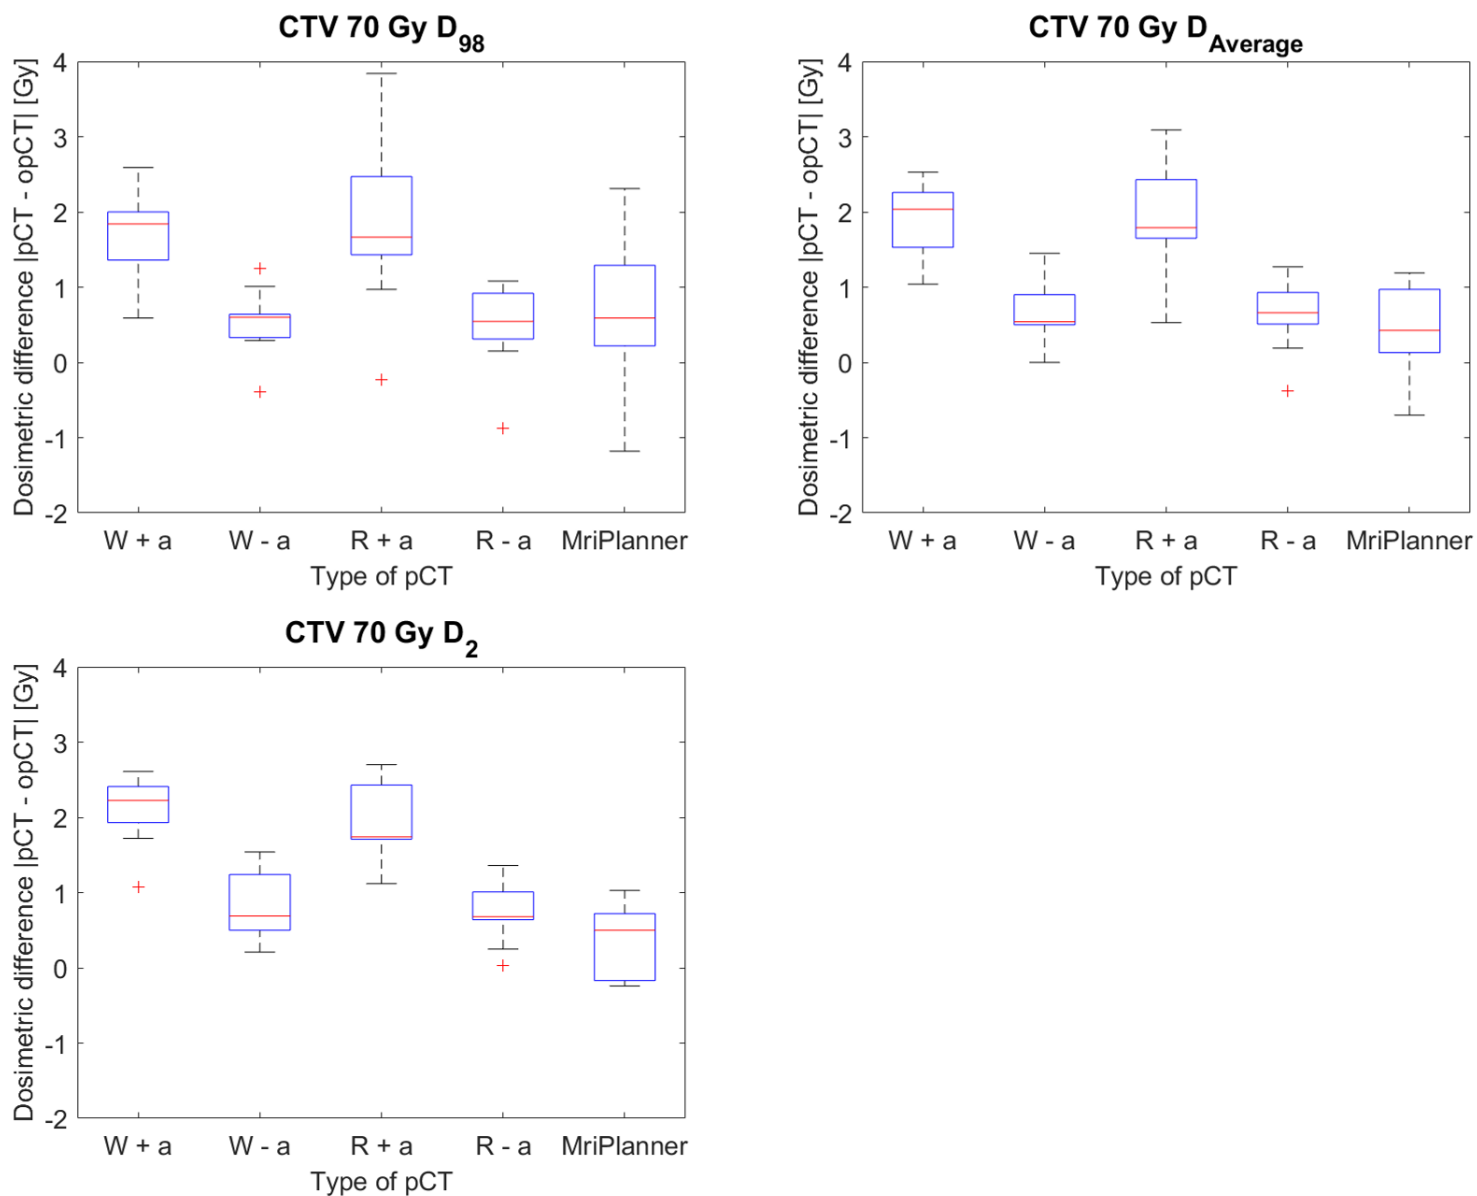 CTV 70 Gy D98
Dosimetric difference |pCT - opCT| [Gy]
4
3
2
1
0
-1
-2
W + a W - a R + a R - a MriPlanner
Type of pCT
CTV 70 Gy DAverage
Dosimetric difference |pCT - opCT| [Gy]
4
3
2
1
0
-1
-2
W + a W - a R + a R - a MriPlanner
Type of pCT
CTV 70 Gy D2
Dosimetric difference |pCT - opCT| [Gy]
4
3
2
1
0
-1
-2
W + a W - a R + a R - a MriPlanner
Type of pCT